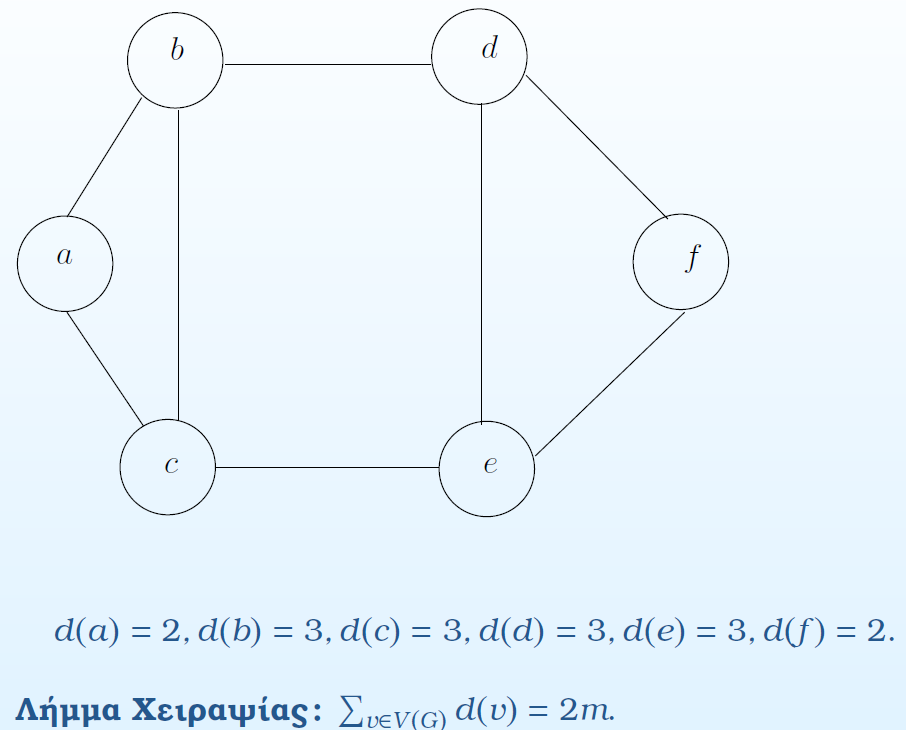 b d
a f
c e
d(a) = 2, d(b) = 3, d(c) = 3, d(d) = 3, d(e) = 3, d(f) = 2.
Λήμμα Χειραψίας: ∑_{v∈V(G)} d(v) = 2m.